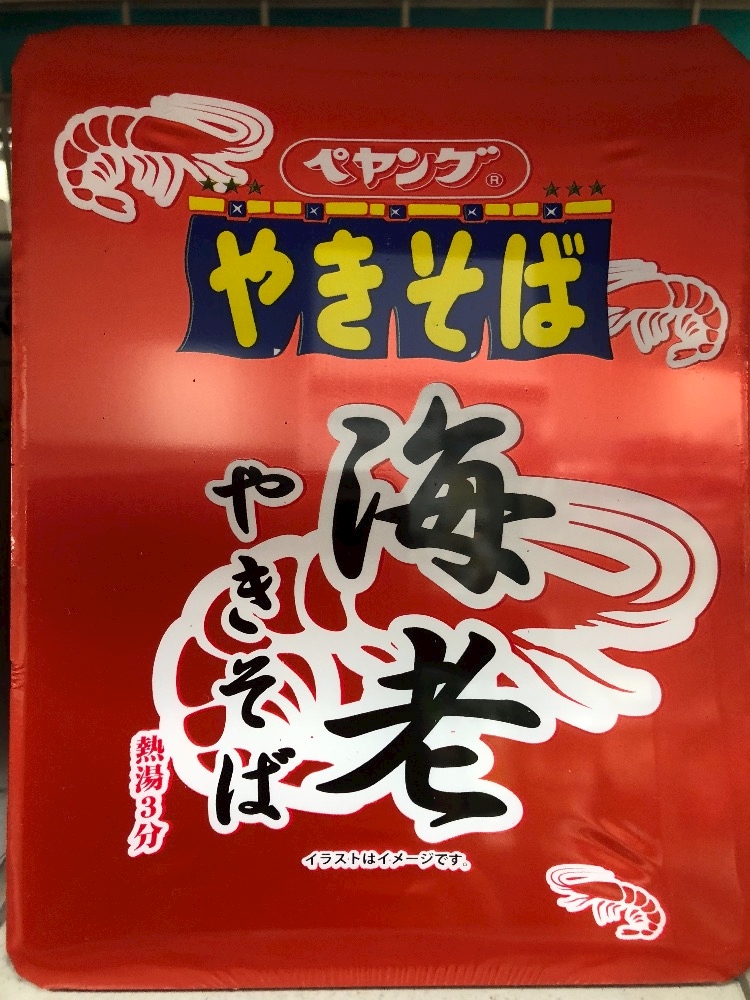 ペヤング®
やきそば
海老
やきそば
熱湯3分
イラストはイメージです。